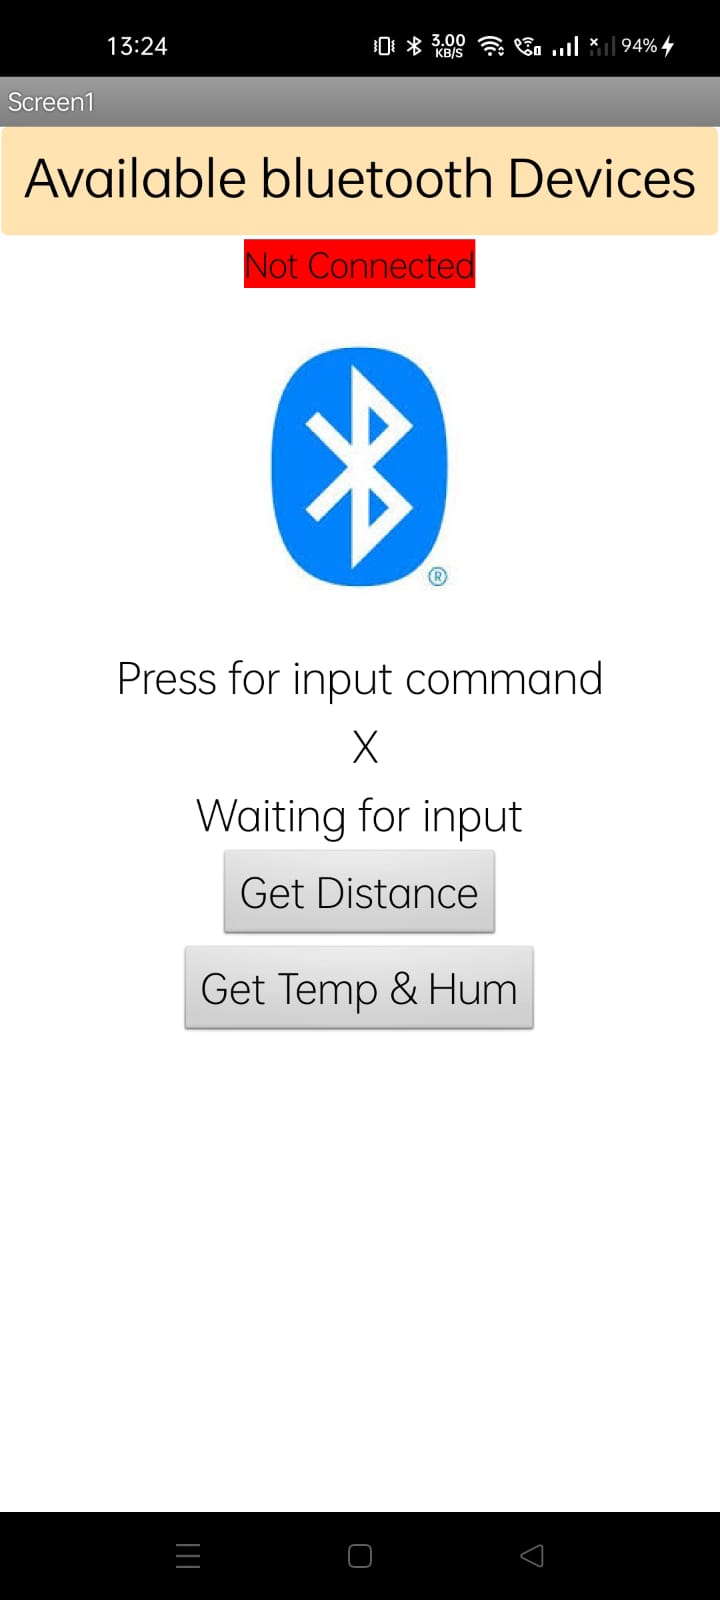 13:24
3.00
KB/S
94%
Screen1
Available bluetooth Devices
Not Connected
®
Press for input command
X
Waiting for input
Get Distance
Get Temp & Hum